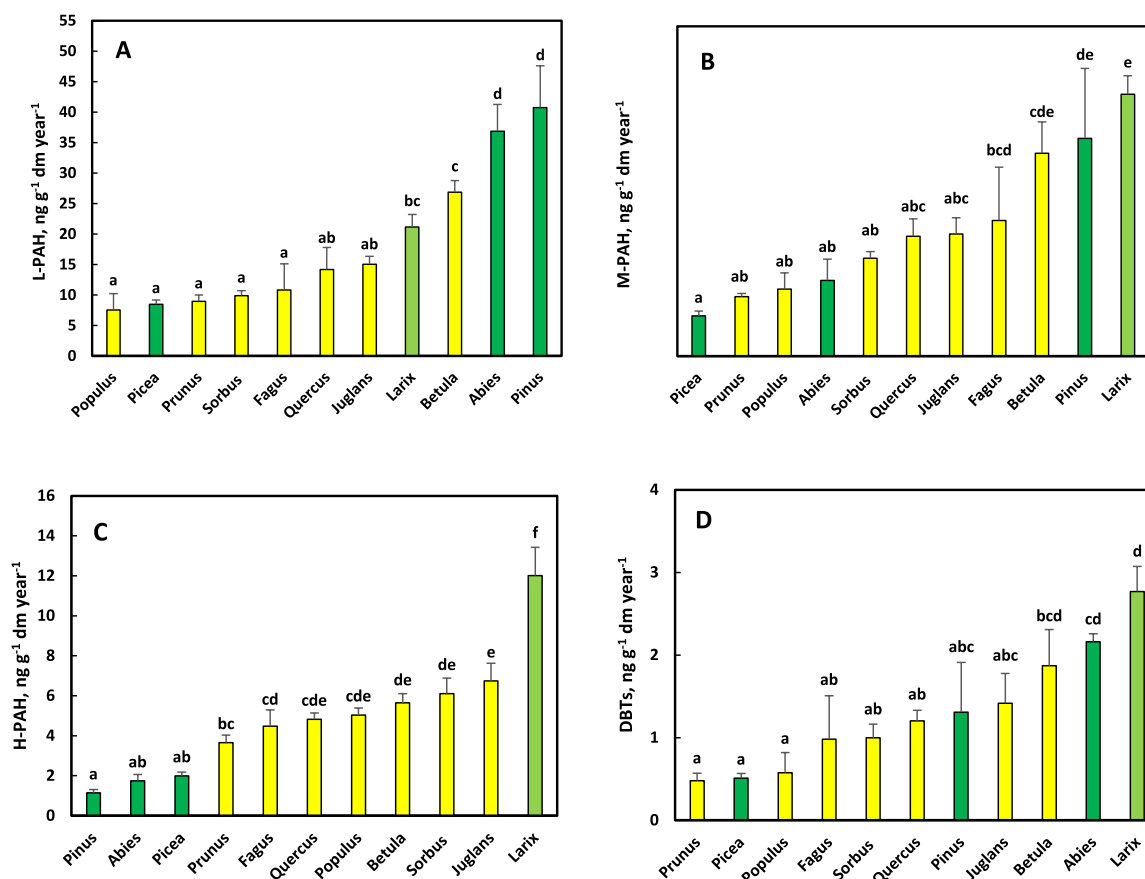 A
L-PAH, ng g-1 dm year-1
55
50
45
40
35
30
25
20
15
10
5
0
a
a
a
a
a
ab
ab
bc
c
d
d
Populus
Picea
Prunus
Sorbus
Fagus
Quercus
Juglans
Larix
Betula
Abies
Pinus
B
M-PAH, ng g-1 dm year-1
a
ab
ab
ab
ab
abc
abc
bcd
cde
de
e
Picea
Prunus
Populus
Abies
Sorbus
Quercus
Juglans
Fagus
Betula
Pinus
Larix
C
H-PAH, ng g-1 dm year-1
16
14
12
10
8
6
4
2
0
a
ab
ab
bc
cd
cde
cde
de
de
e
f
Pinus
Abies
Picea
Prunus
Fagus
Quercus
Populus
Betula
Sorbus
Juglans
Larix
D
DBTs, ng g-1 dm year-1
4
3
2
1
0
a
a
a
ab
ab
ab
abc
abc
bcd
cd
d
Prunus
Picea
Populus
Fagus
Sorbus
Quercus
Pinus
Juglans
Betula
Abies
Larix